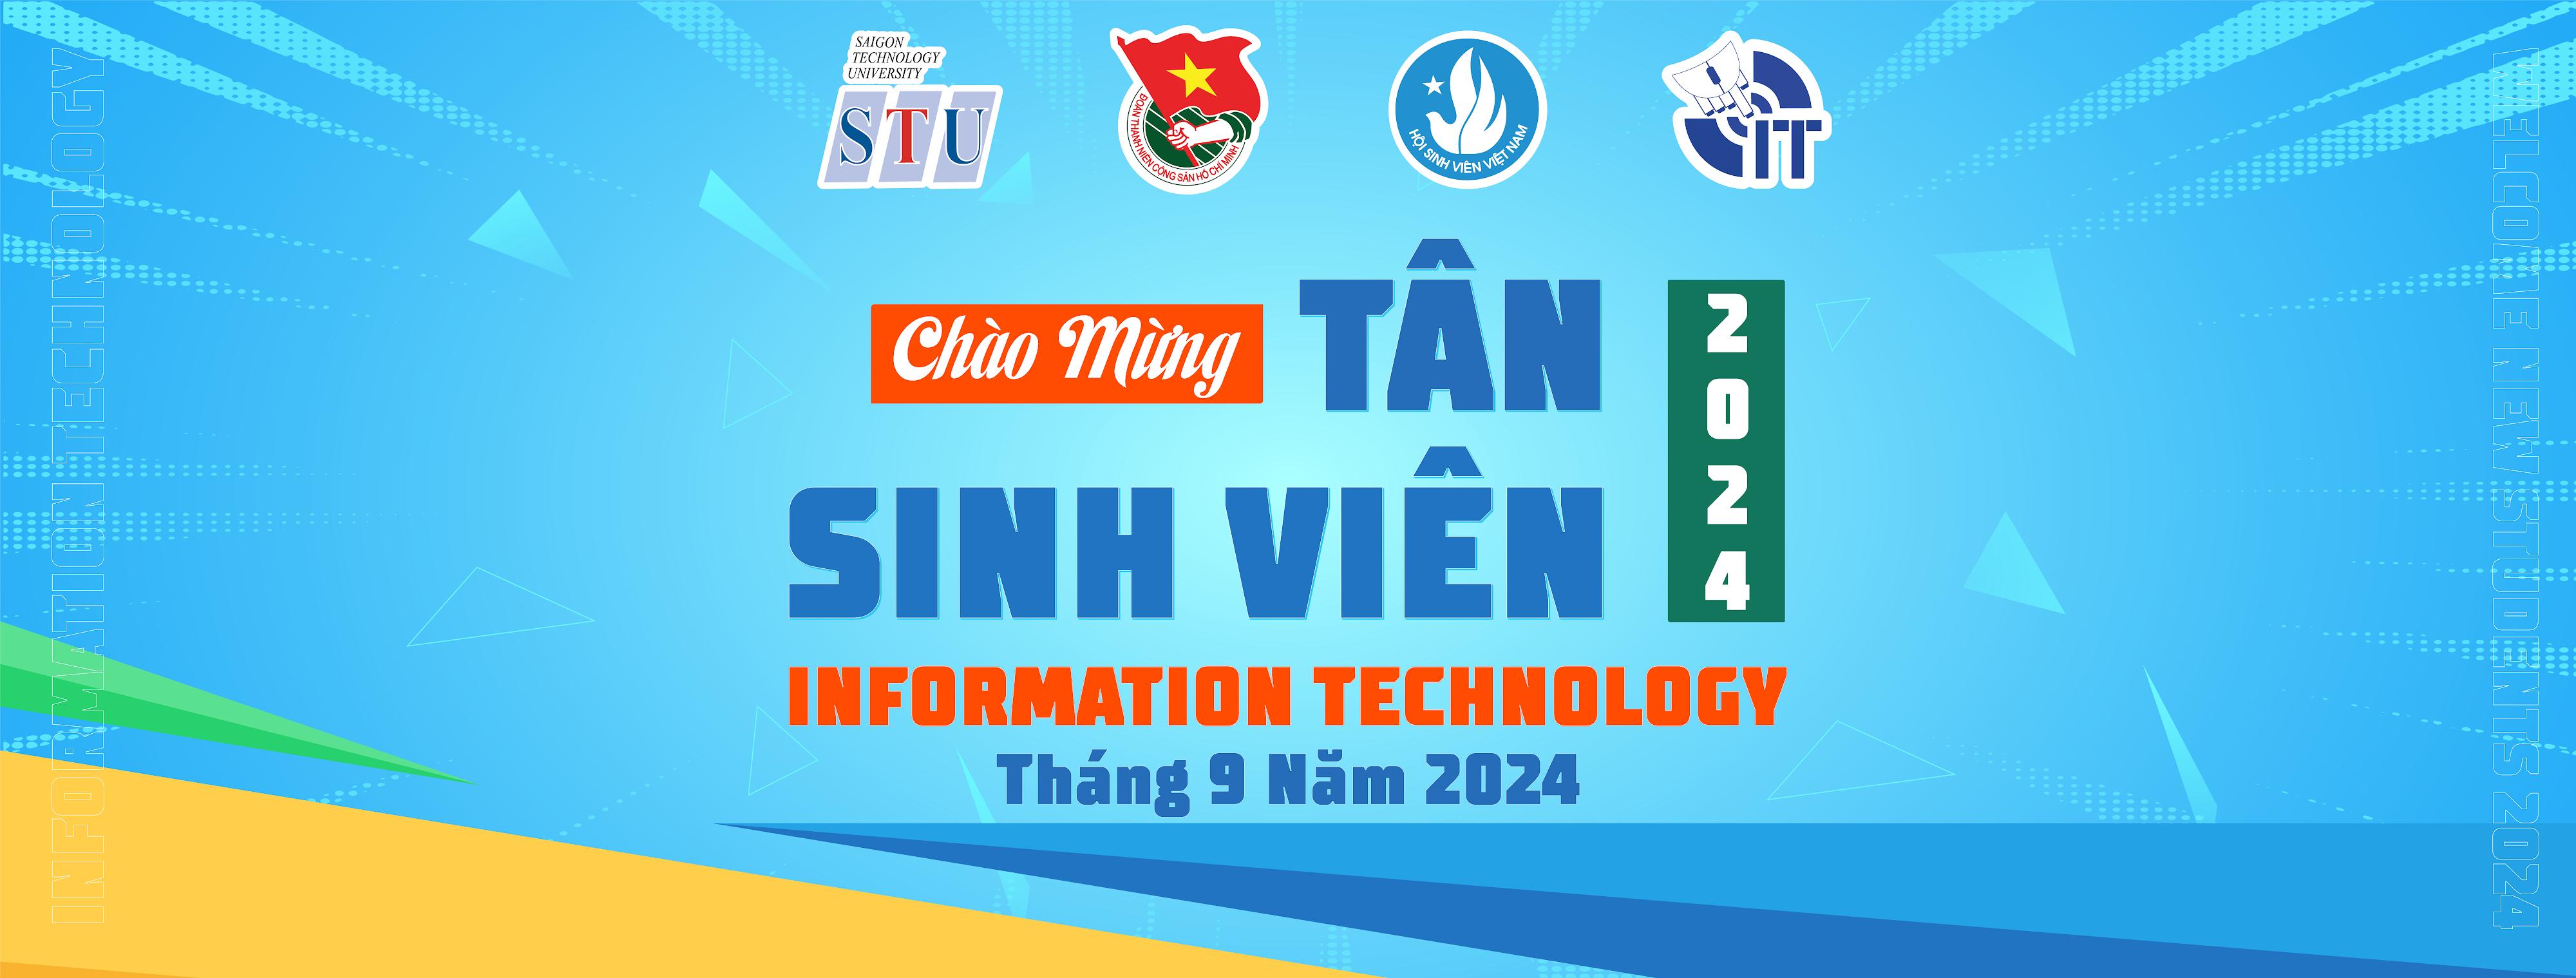 SAIGON
TECHNOLOGY
UNIVERSITY
STU
ĐOÀN THANH NIÊN CỘNG SẢN HỒ CHÍ MINH
HỘI SINH VIÊN VIỆT NAM
IT
Chào Mừng
TÂN
SINH VIÊN
2024
INFORMATION TECHNOLOGY
Tháng 9 Năm 2024
INFORMATION TECHNOLOGY
WELCOME NEW STUDENTS 2024